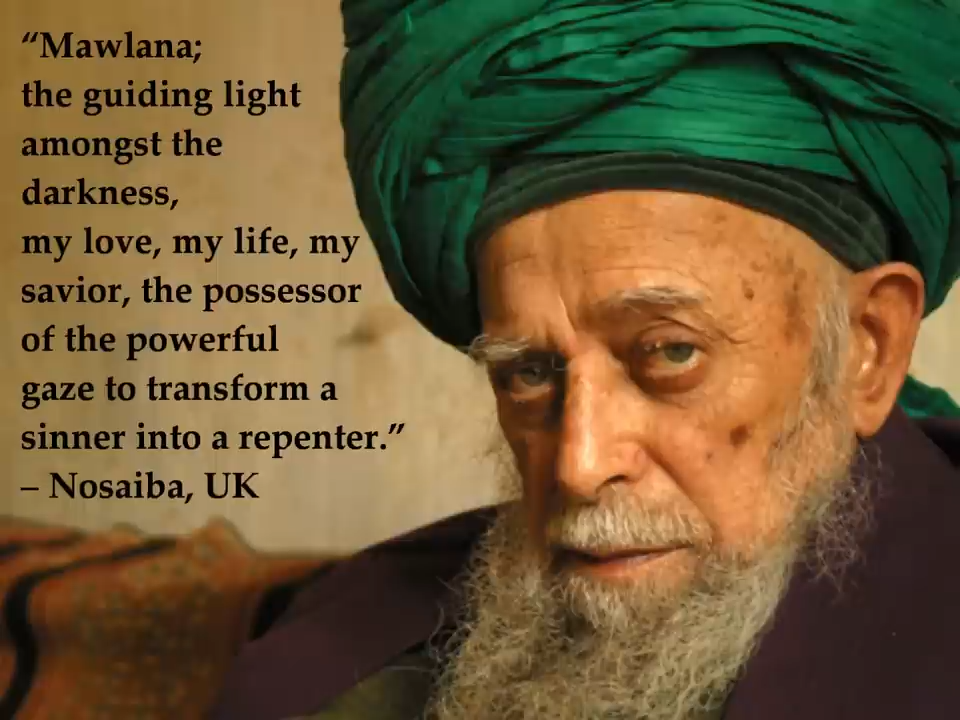 “Mawlana;
the guiding light
amongst the
darkness,
my love, my life, my
savior, the possessor
of the powerful
gaze to transform a
sinner into a repenter.”
– Nosaiba, UK